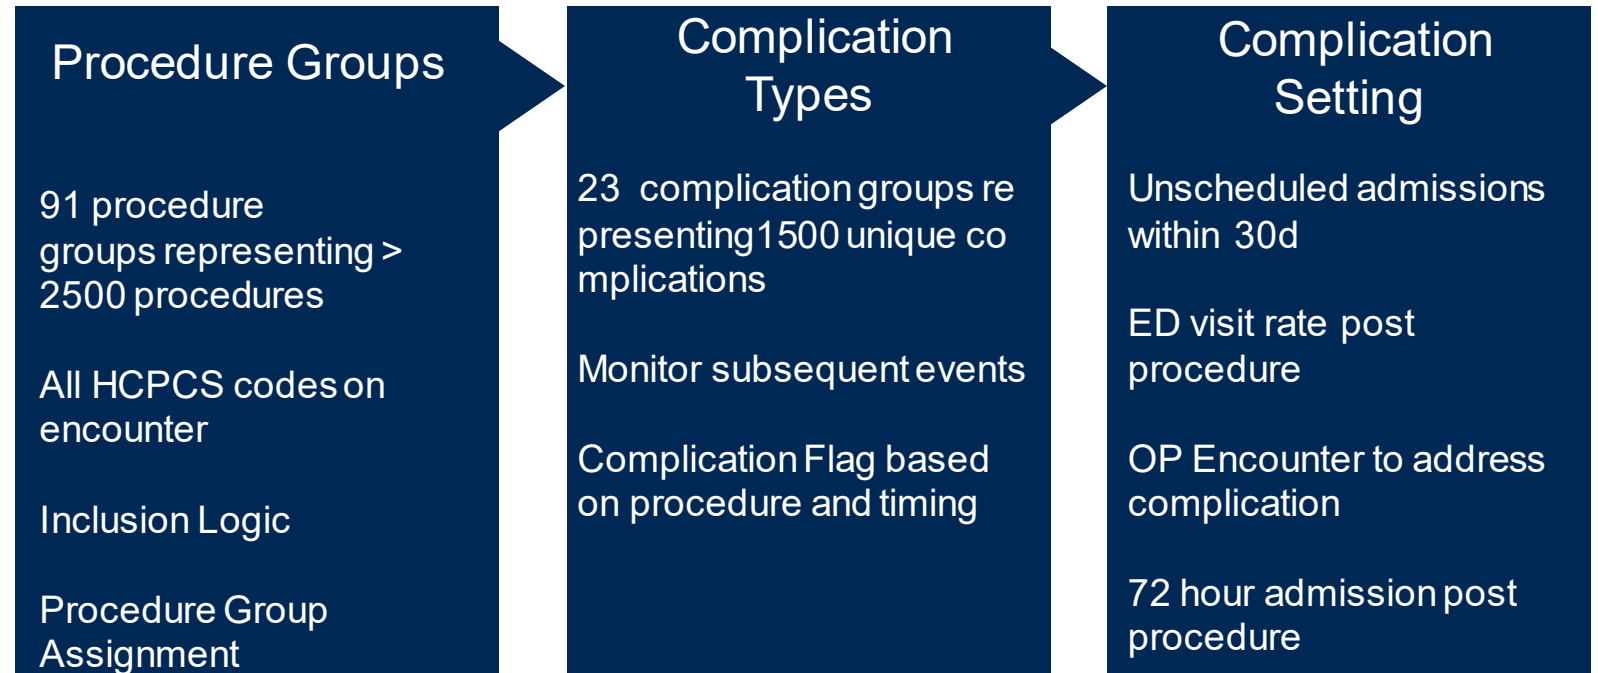 Procedure Groups
91 procedure
groups representing >
2500 procedures
All HCPCS codes on
encounter
Inclusion Logic
Procedure Group
Assignment
Complication
Types
23 complication groups re
presenting1500 unique co
mplications
Monitor subsequent events
Complication Flag based
on procedure and timing
Complication
Setting
Unscheduled admissions
within 30d
ED visit rate post
procedure
OP Encounter to address
complication
72 hour admission post
procedure